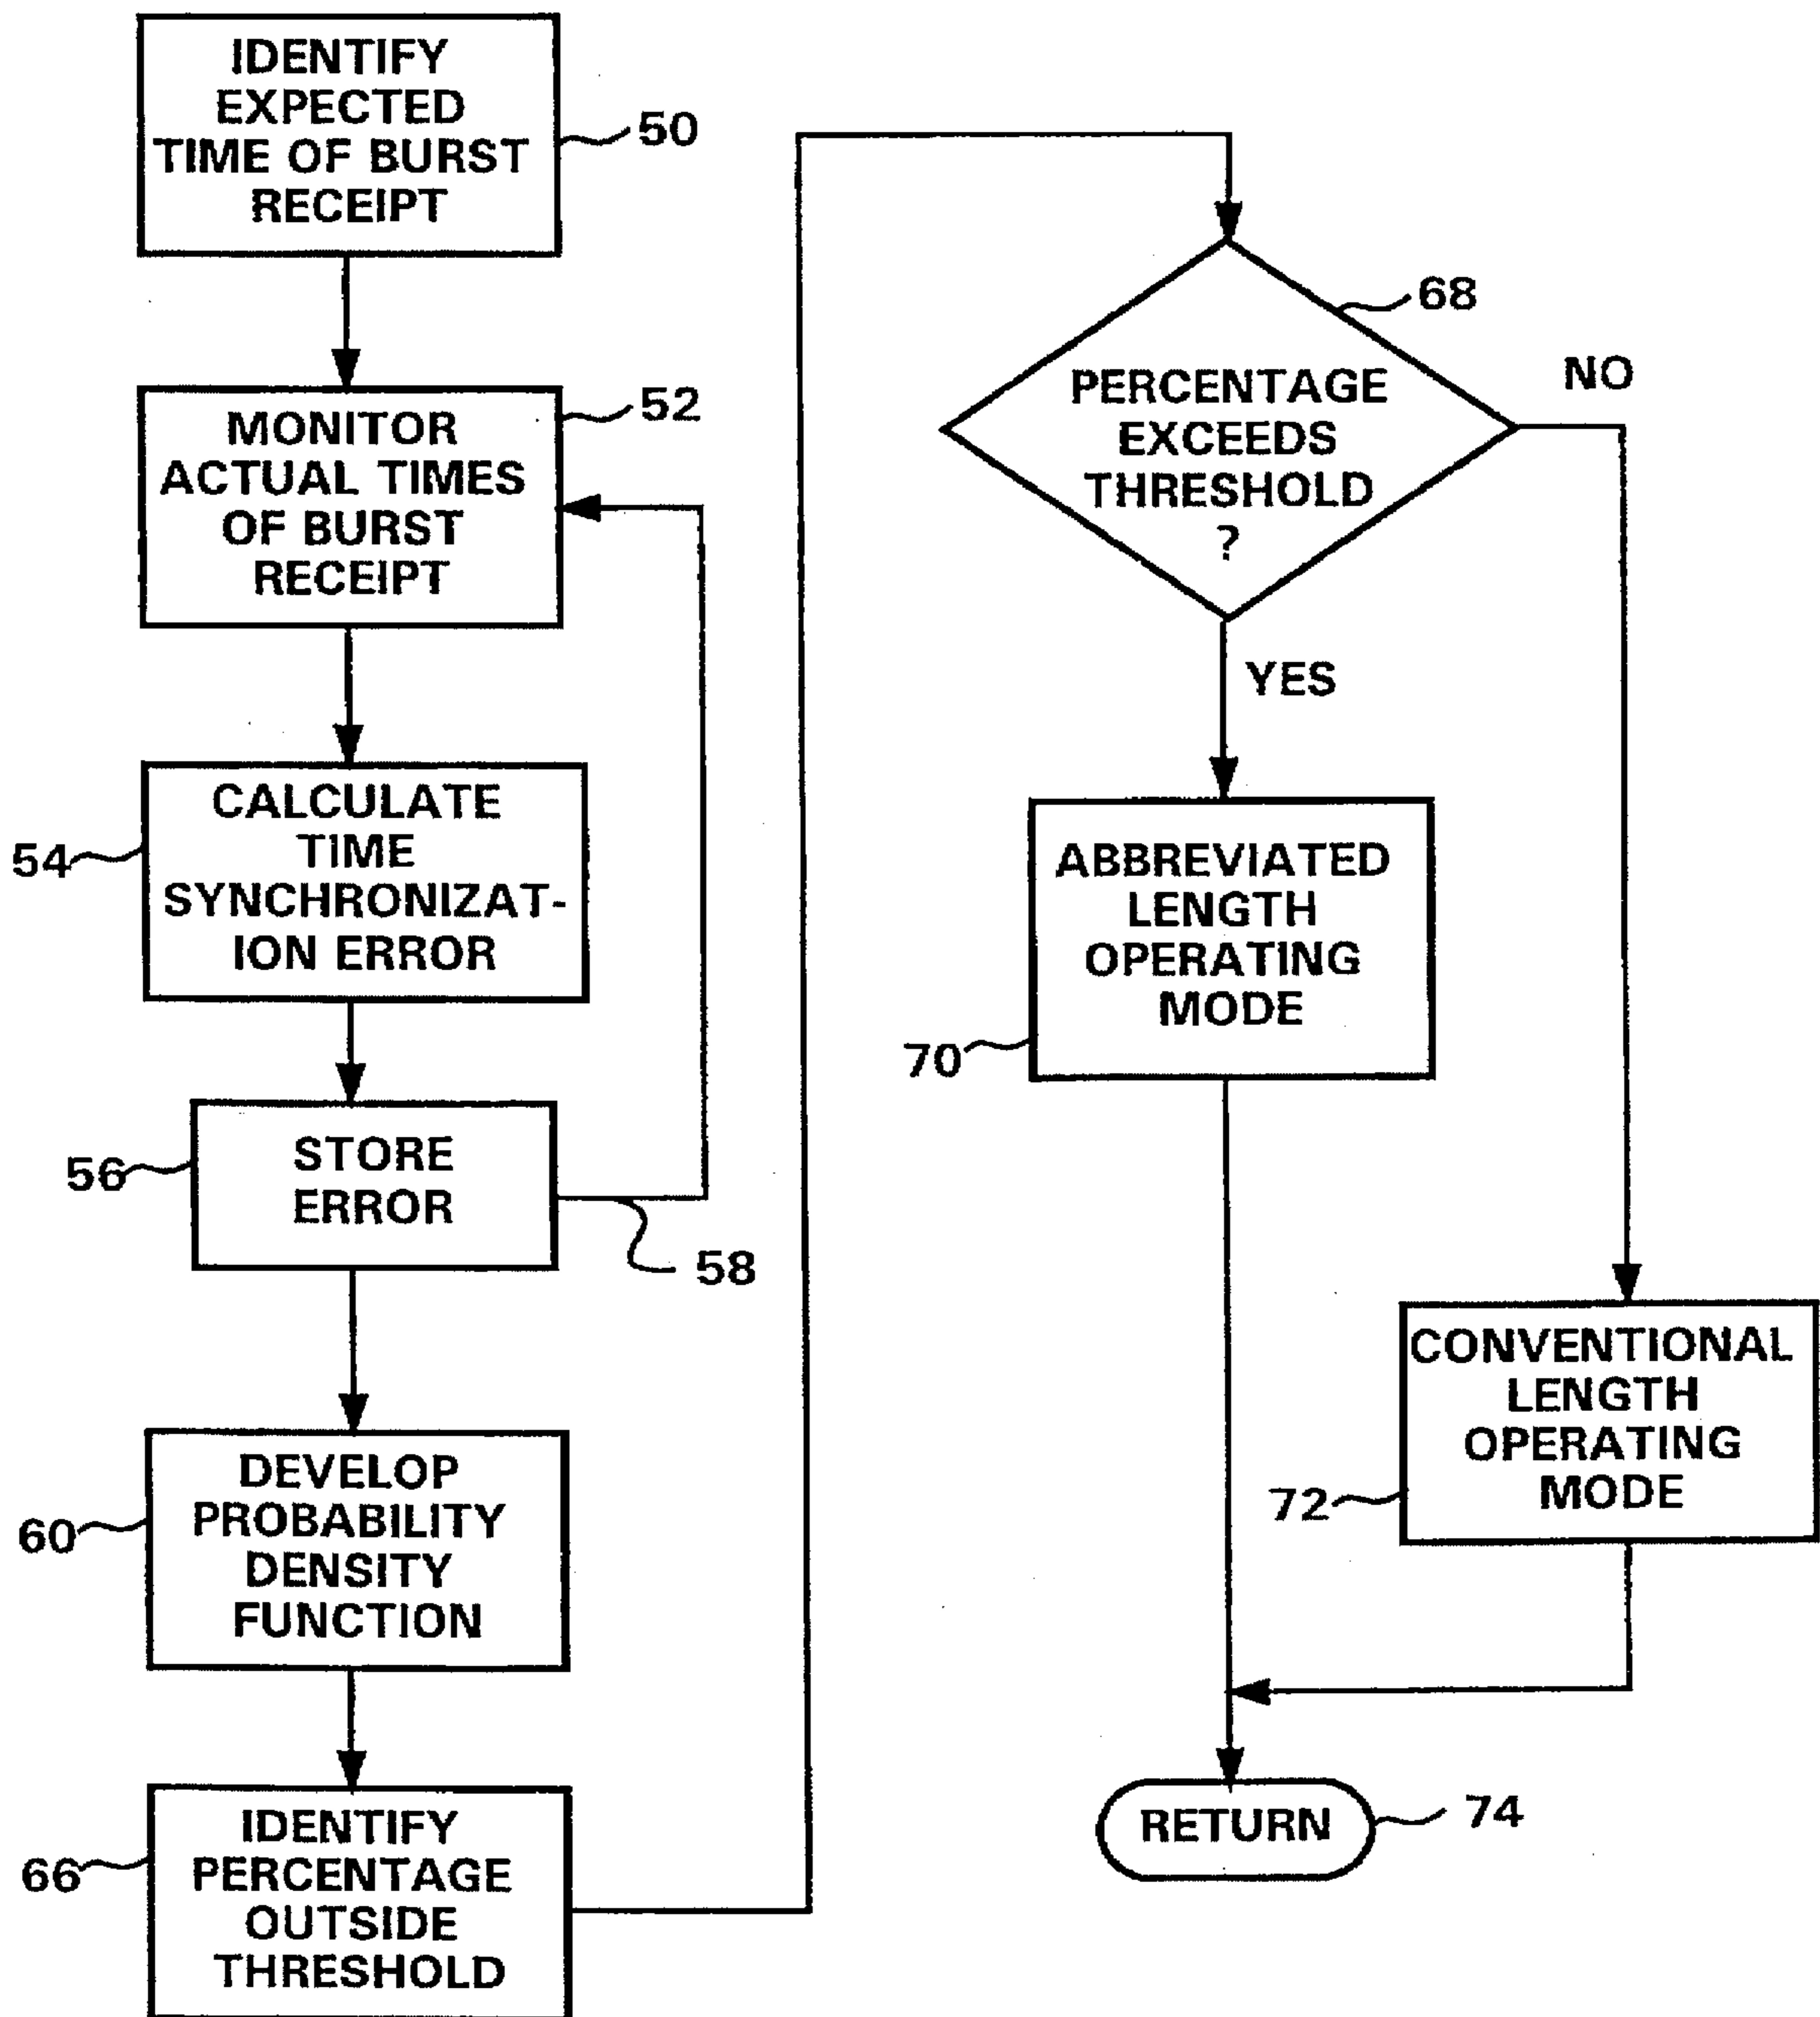 IDENTIFY
EXPECTED
TIME OF BURST
RECEIPT
50
MONITOR
ACTUAL TIMES
OF BURST
RECEIPT
52
CALCULATE
TIME
SYNCHRONIZAT-
ION ERROR
54
STORE
ERROR
56
58
DEVELOP
PROBABILITY
DENSITY
FUNCTION
60
IDENTIFY
PERCENTAGE
OUTSIDE
THRESHOLD
66
PERCENTAGE
EXCEEDS
THRESHOLD
?
68
NO
YES
ABBREVIATED
LENGTH
OPERATING
MODE
70
CONVENTIONAL
LENGTH
OPERATING
MODE
72
RETURN
74